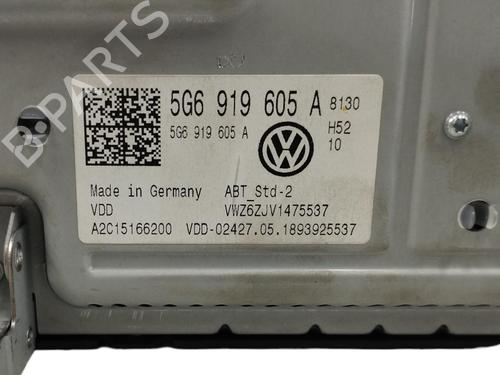 B-PARTS
5G6 919 605 A 8130
5G6 919 605 A H52
10
Made in Germany ABT_Std-2
VDD VWZ6ZJV1475537
A2C15166200 VDD-02427.05.1893925537